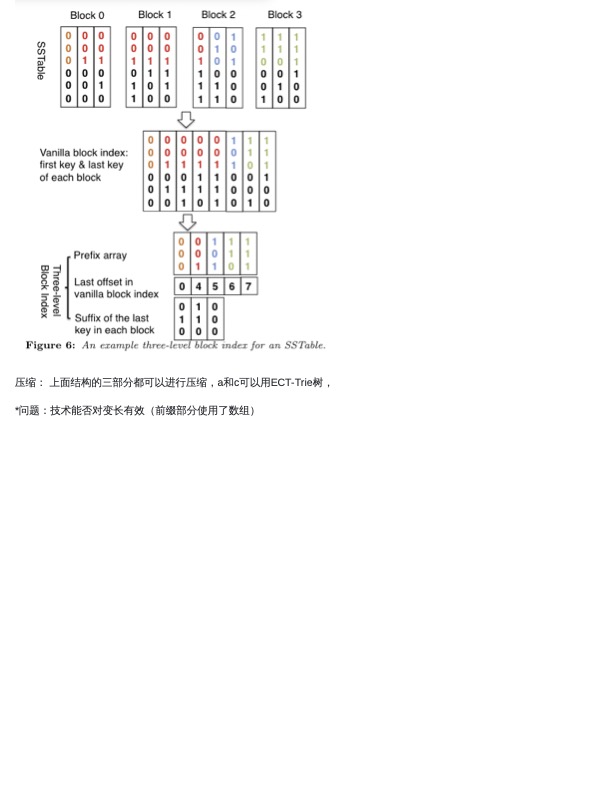 Block 0 Block 1 Block 2 Block 3
SSTable
0 0 0 0 0 0 0 0 1 1 1 1
0 0 0 0 0 0 0 1 0 1 1 1
0 1 1 1 1 1 1 0 1 0 0 1
0 0 0 0 1 1 1 0 0 0 0 1
0 0 1 1 0 1 1 1 0 0 1 0
0 0 0 1 0 0 1 1 0 1 0 0
Vanilla block index:
first key & last key
of each block
0 0 0 0 0 1 1 1
0 0 0 0 0 0 1 1
0 1 1 1 1 1 0 1
0 0 0 1 1 0 0 1
0 1 1 1 1 0 0 0
0 0 1 0 1 0 1 0
Three-level
Block Index
Prefix array
0 0 1 1 1
0 0 0 1 1
0 1 1 0 1
Last offset in
vanilla block index
0 4 5 6 7
Suffix of the last
key in each block
0 1 0
1 1 0
0 0 0
Figure 6: An example three-level block index for an SSTable.
压缩： 上面结构的三部分都可以进行压缩，a和c可以用ECT-Trie树，
*问题：技术能否对变长有效（前缀部分使用了数组）